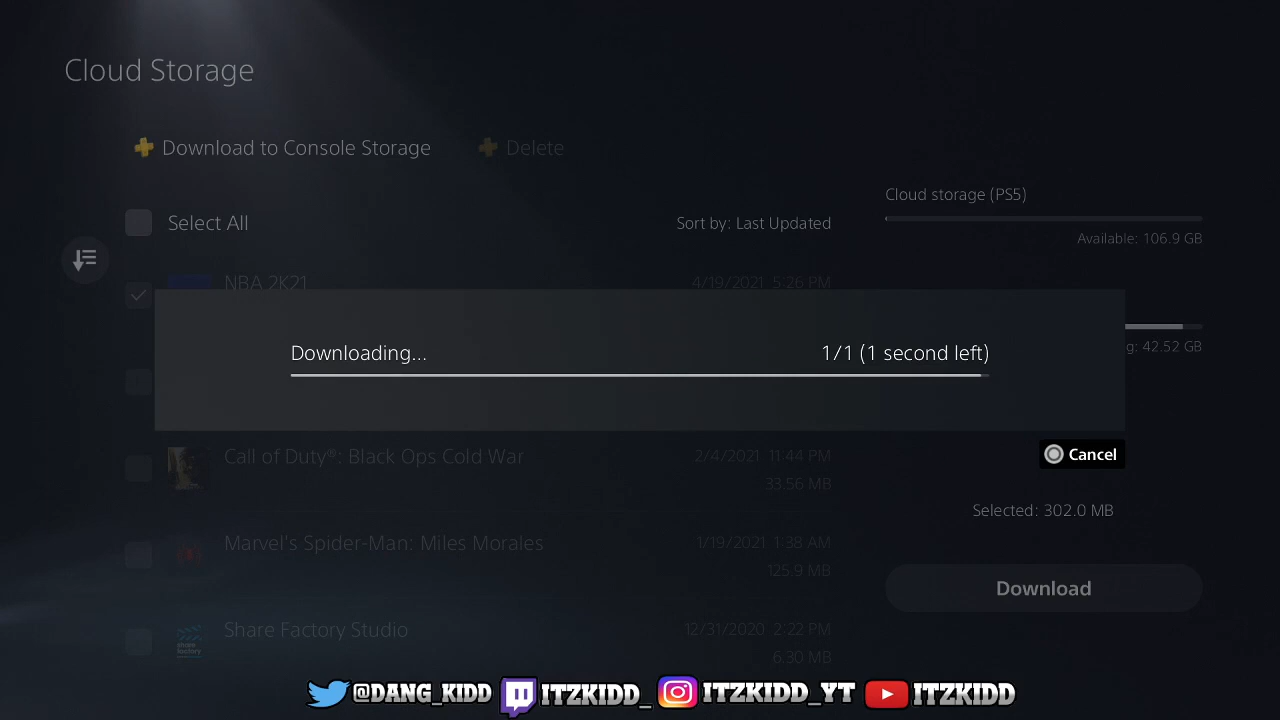 Cloud Storage
Download to Console Storage
Delete
Cloud storage (PS5)
Select All
Sort by: Last Updated
Available: 106.9 GB
NBA 2K21
4/19/2021 5:26 PM
Downloading...
1/1 (1 second left)
g: 42.52 GB
Cancel
Call of Duty®: Black Ops Cold War
2/4/2021 11:44 PM
33.56 MB
Selected: 302.0 MB
Marvel's Spider-Man: Miles Morales
1/19/2021 1:38 AM
125.9 MB
Download
Share Factory Studio
12/31/2020 2:22 PM
share
factory
6.30 MB
@DANG_KIDD
ITZKIDD_
ITZKIDD_YT
ITZKIDD